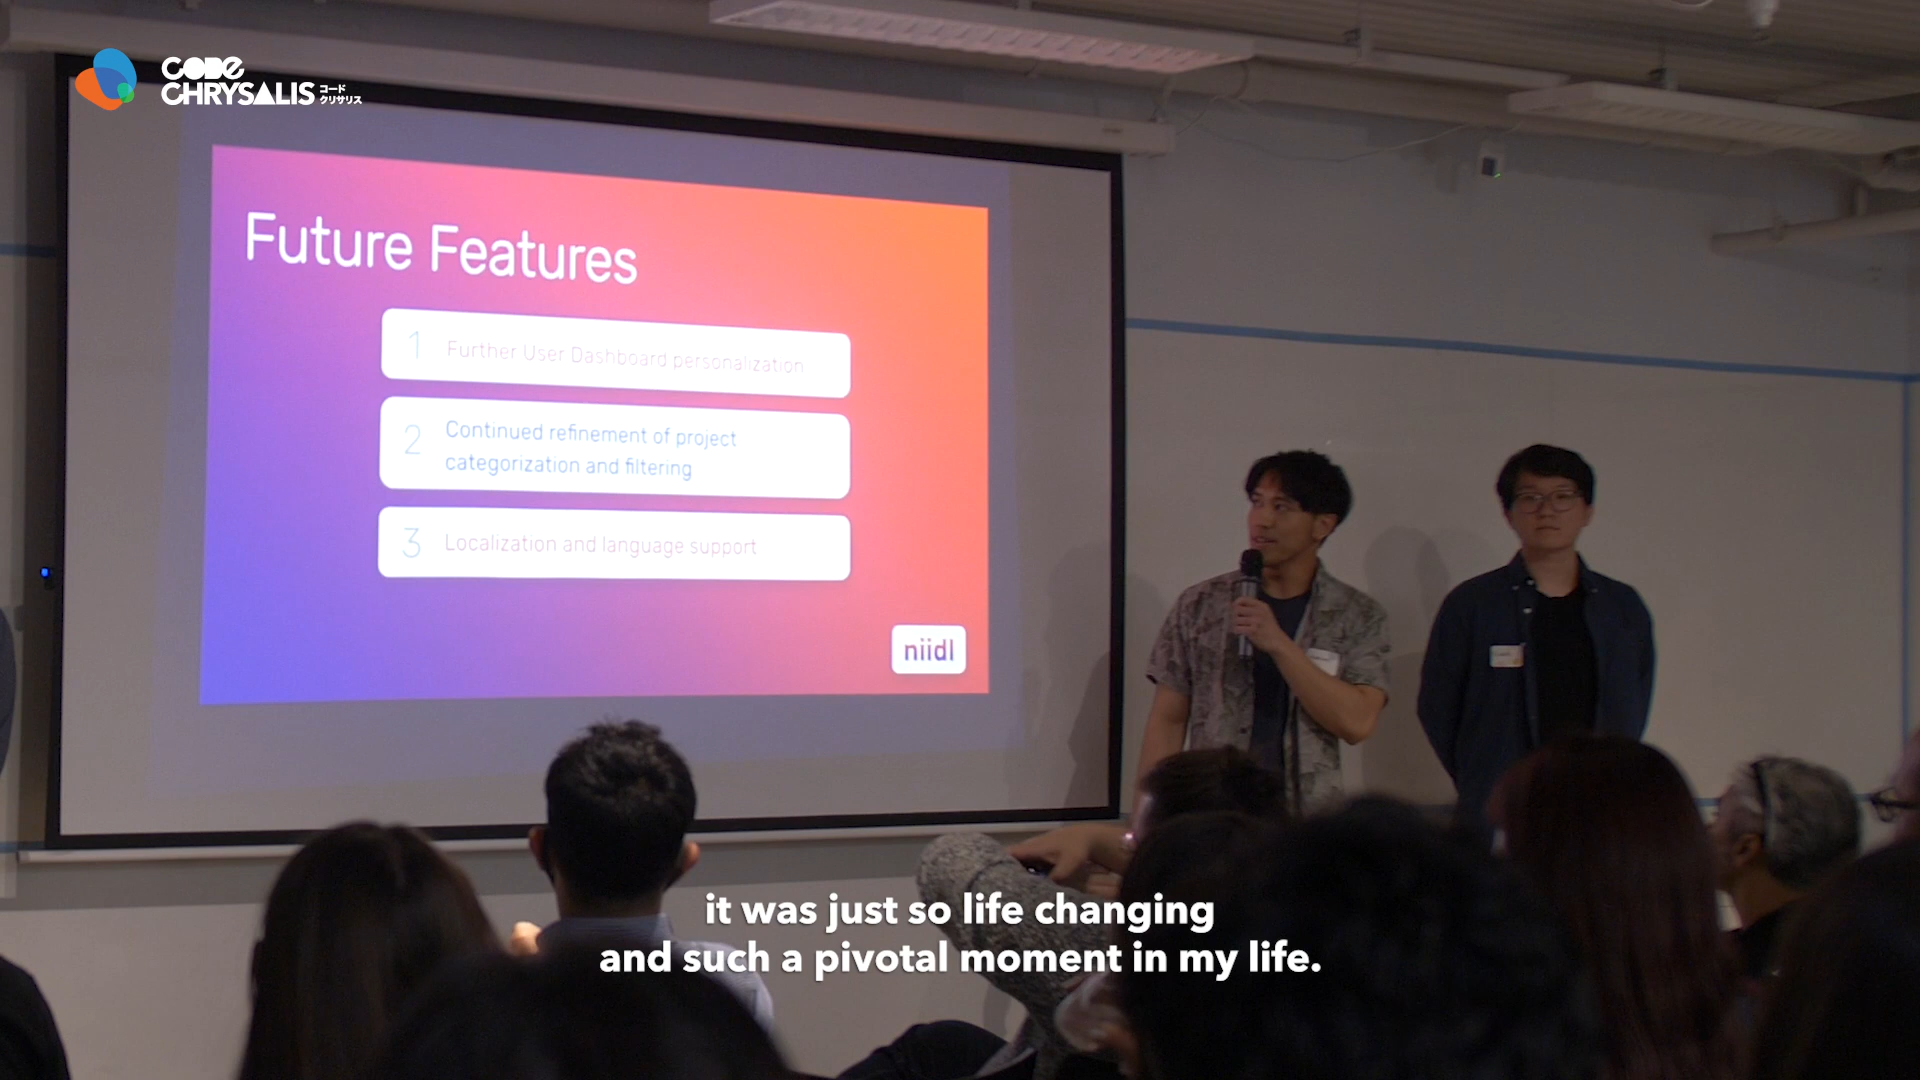 CODE
CHRYSALIS コード
クリサリス
Future Features
1 Further User Dashboard personalization
2 Continued refinement of project
categorization and filtering
3 Localization and language support
niidl
it was just so life changing
and such a pivotal moment in my life.